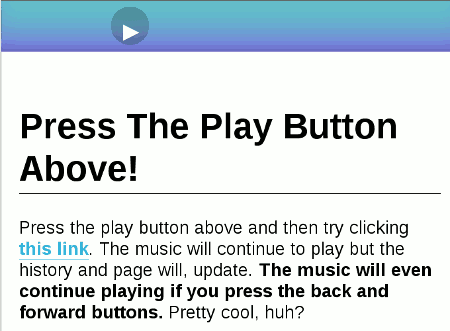 Press The Play Button
Above!
Press the play button above and then try clicking
this link. The music will continue to play but the
history and page will, update. The music will even
continue playing if you press the back and
forward buttons. Pretty cool, huh?